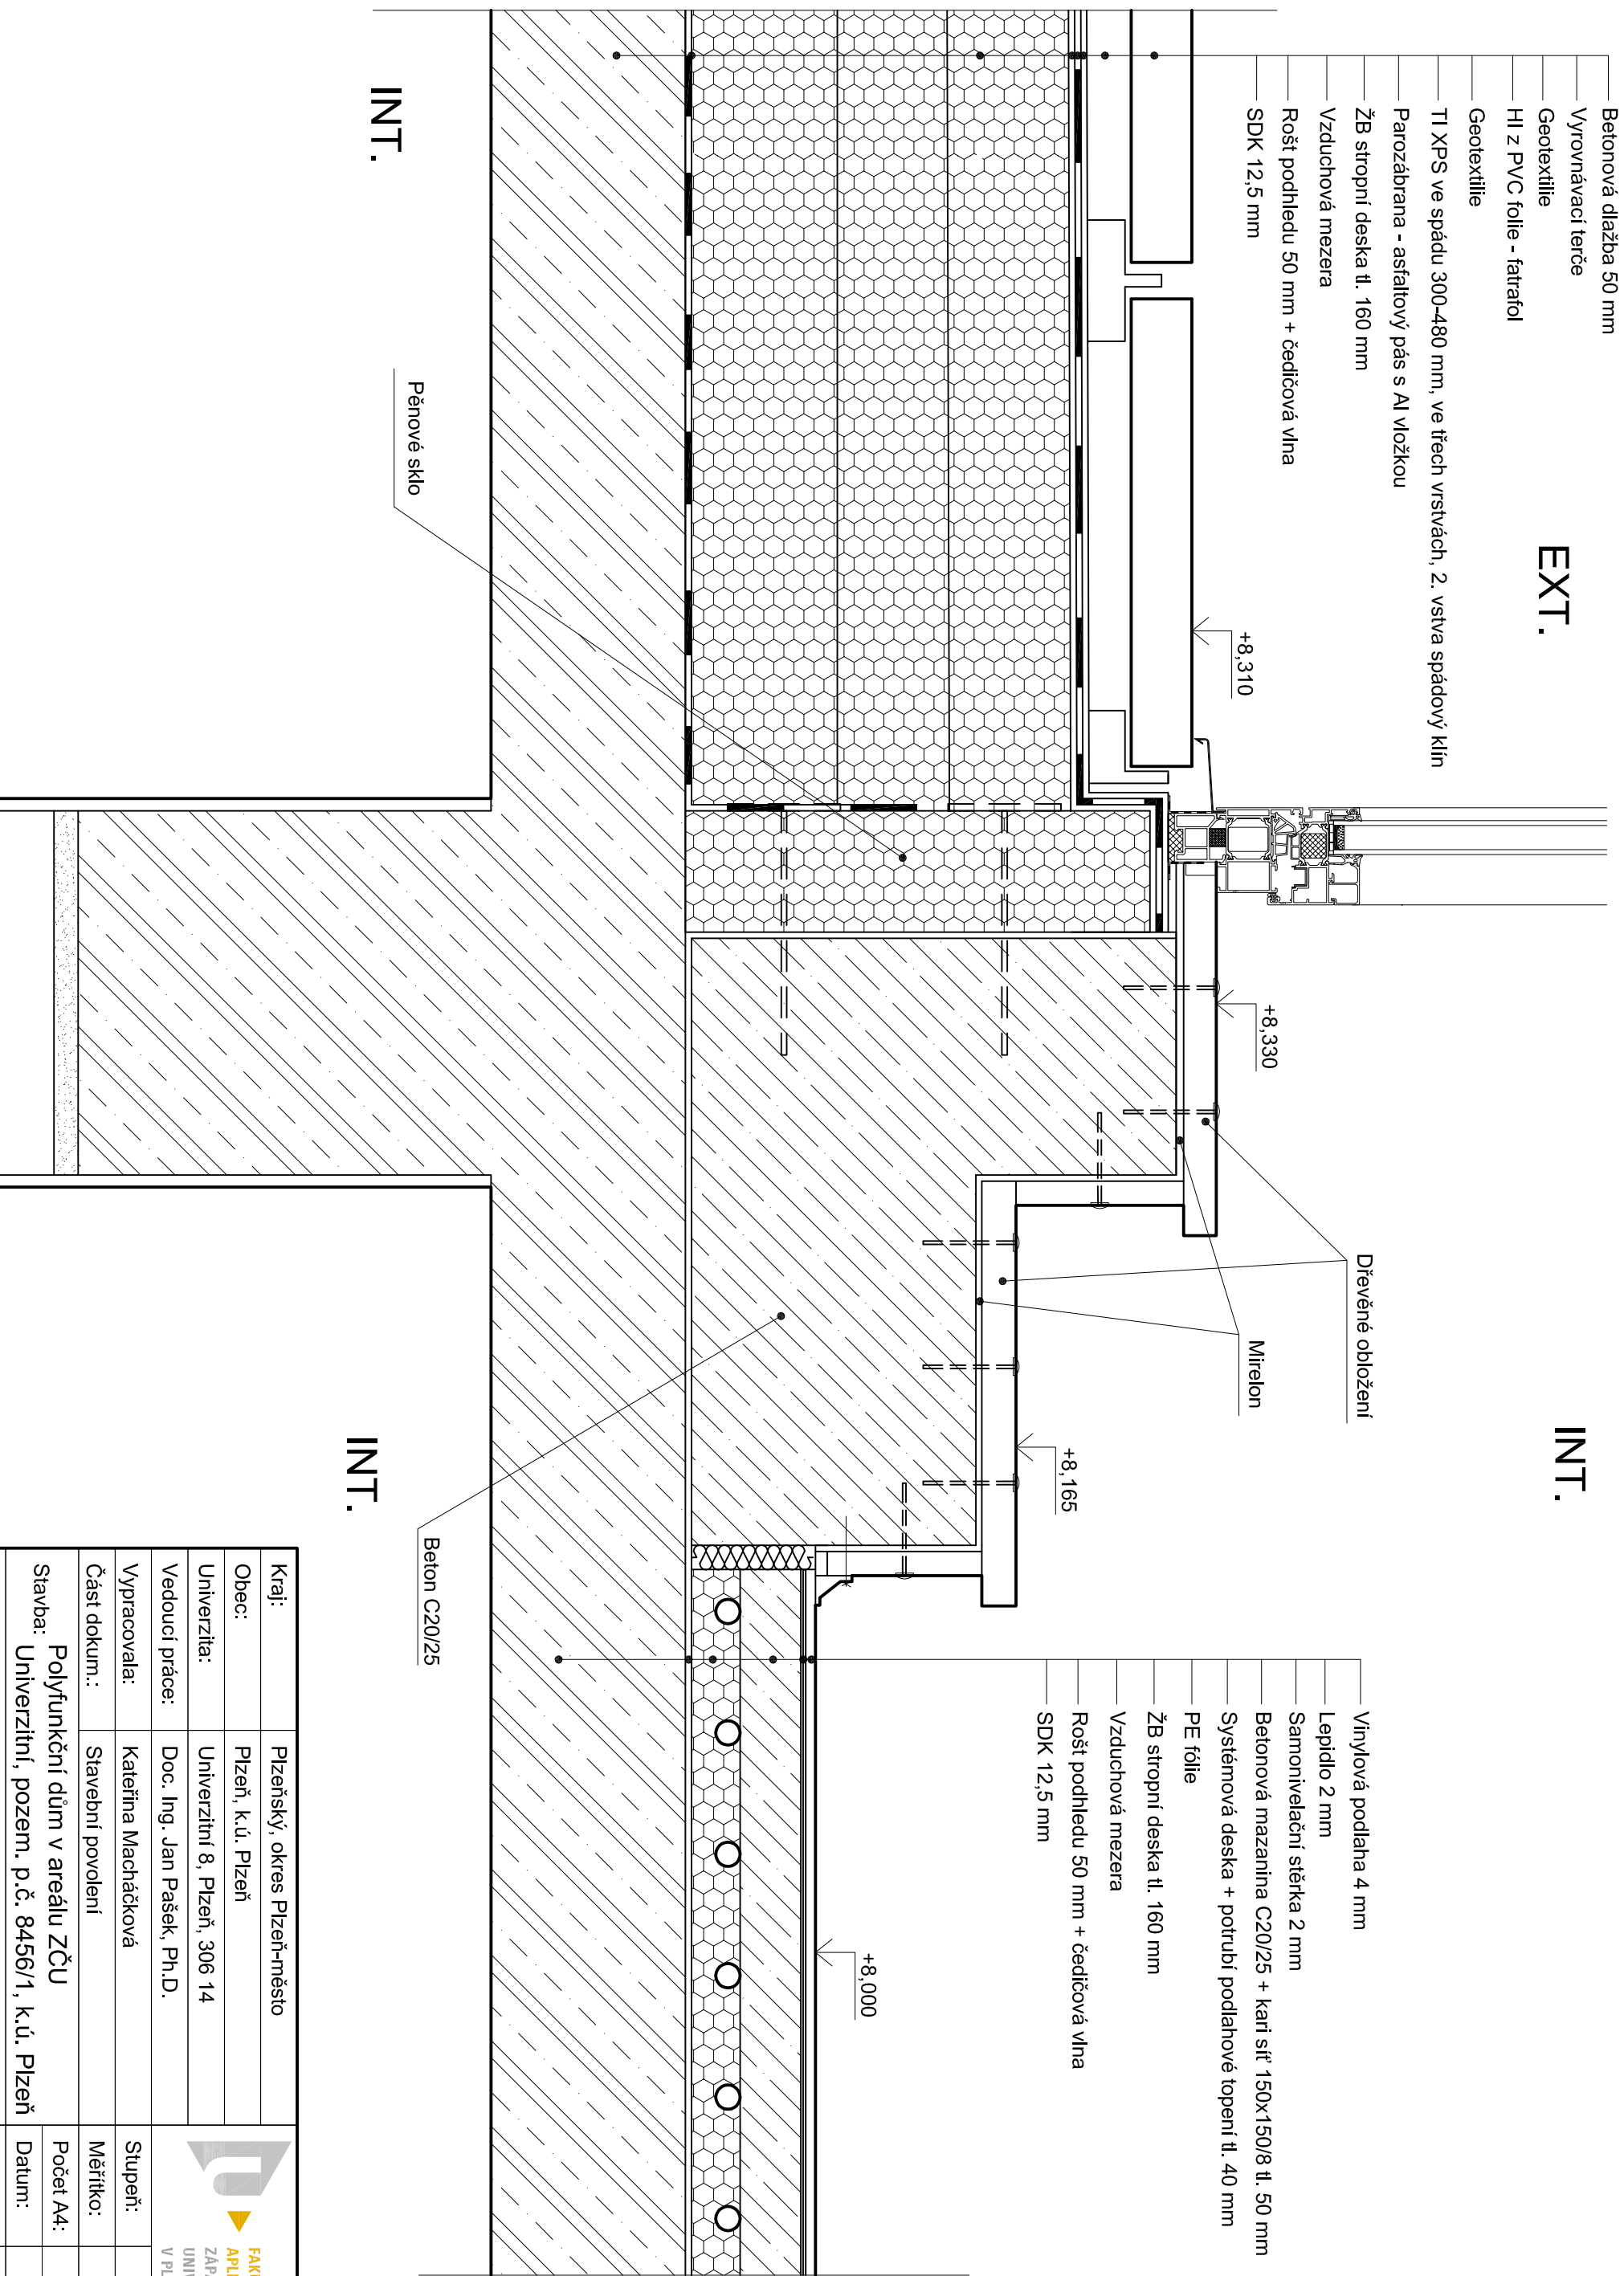 Betonová dlažba 50 mm
Vyrovnávací terče
Geotextilie
HI z PVC folie - fatrafol
Geotextilie
TI XPS ve spádu 300-480 mm, ve třech vrstvách, 2. vstva spádový klín
Parozábrana - asfaltový pás s Al vložkou
ŽB stropní deska tl. 160 mm
Vzduchová mezera
Rošt podhledu 50 mm + čedičová vlna
SDK 12,5 mm
EXT.
INT.
+8,310
+8,330
Dřevěné obložení
Mirelon
+8,165
Vinylová podlaha 4 mm
Lepidlo 2 mm
Samonivelační stěrka 2 mm
Betonová mazanina C20/25 + kari síť 150x150/8 tl. 50 mm
Systémová deska + potrubí podlahové topení tl. 40 mm
PE fólie
ŽB stropní deska tl. 160 mm
Vzduchová mezera
Rošt podhledu 50 mm + čedičová vlna
SDK 12,5 mm
+8,000
INT.
Pěnové sklo
INT.
Beton C20/25
Kraj: Plzeňský, okres Plzeň-město
Obec: Plzeň, k.ú. Plzeň
Univerzita: Univerzitní 8, Plzeň, 306 14
Vedoucí práce: Doc. Ing. Jan Pašek, Ph.D.
Vypracovala: Kateřina Macháčková
Část dokum.: Stavební povolení
Stavba: Polyfunkční dům v areálu ZČU
Univerzitní, pozem. p.č. 8456/1, k.ú. Plzeň
Stupeň:
Měřítko:
Počet A4:
Datum: